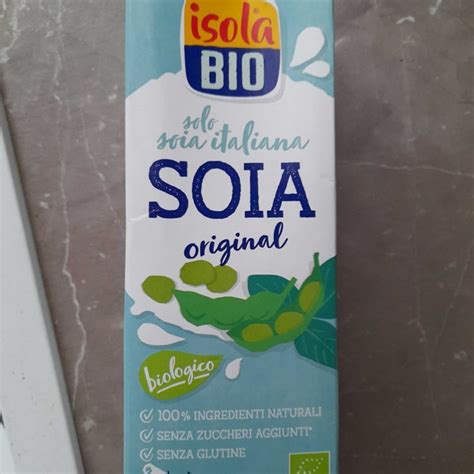 isola
BIO
solo
soia italiana
SOIA
original
biologico
100% INGREDIENTI NATURALI
SENZA ZUCCHERI AGGIUNTI*
SENZA GLUTINE